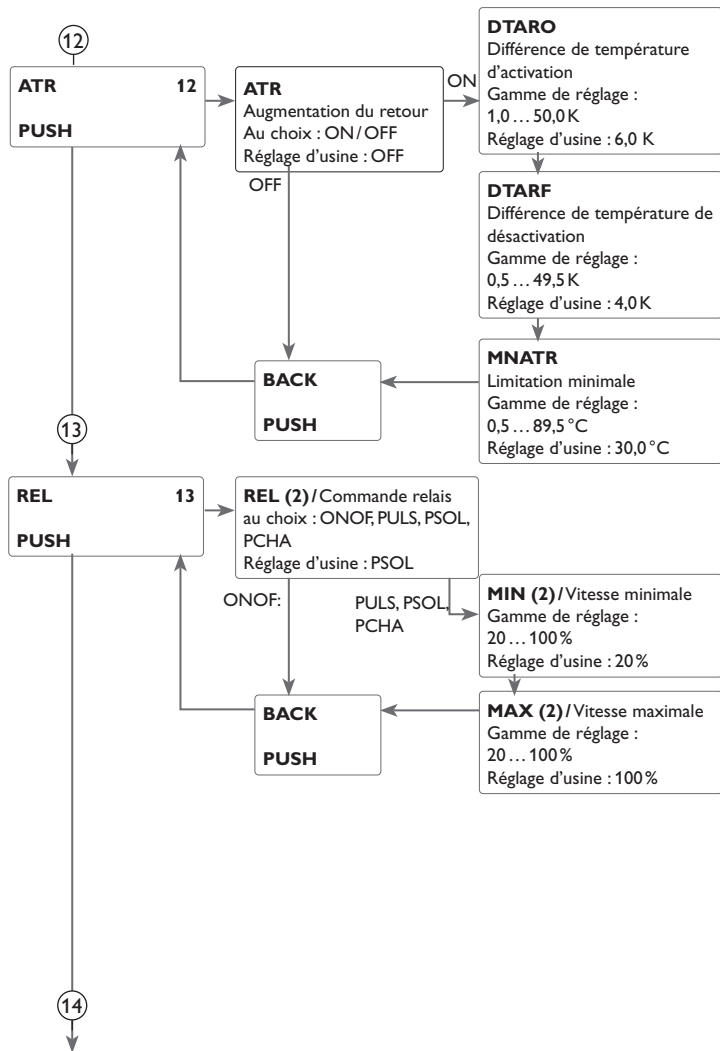 12
ATR 12
PUSH
ATR
Augmentation du retour
Au choix : ON / OFF
Réglage d'usine : OFF
ON
OFF
DTARO
Différence de température
d'activation
Gamme de réglage :
1,0 … 50,0 K
Réglage d'usine : 6,0 K
DTARF
Différence de température de
désactivation
Gamme de réglage :
0,5 … 49,5 K
Réglage d'usine : 4,0 K
MNATR
Limitation minimale
Gamme de réglage :
0,5 … 89,5 °C
Réglage d'usine : 30,0 °C
BACK
PUSH
13
REL 13
PUSH
REL (2) / Commande relais
au choix : ONOF, PULS, PSOL,
PCHA
Réglage d'usine : PSOL
ONOF:
PULS, PSOL,
PCHA
MIN (2) / Vitesse minimale
Gamme de réglage :
20 … 100 %
Réglage d'usine : 20 %
MAX (2) / Vitesse maximale
Gamme de réglage :
20 … 100 %
Réglage d'usine : 100 %
BACK
PUSH
14